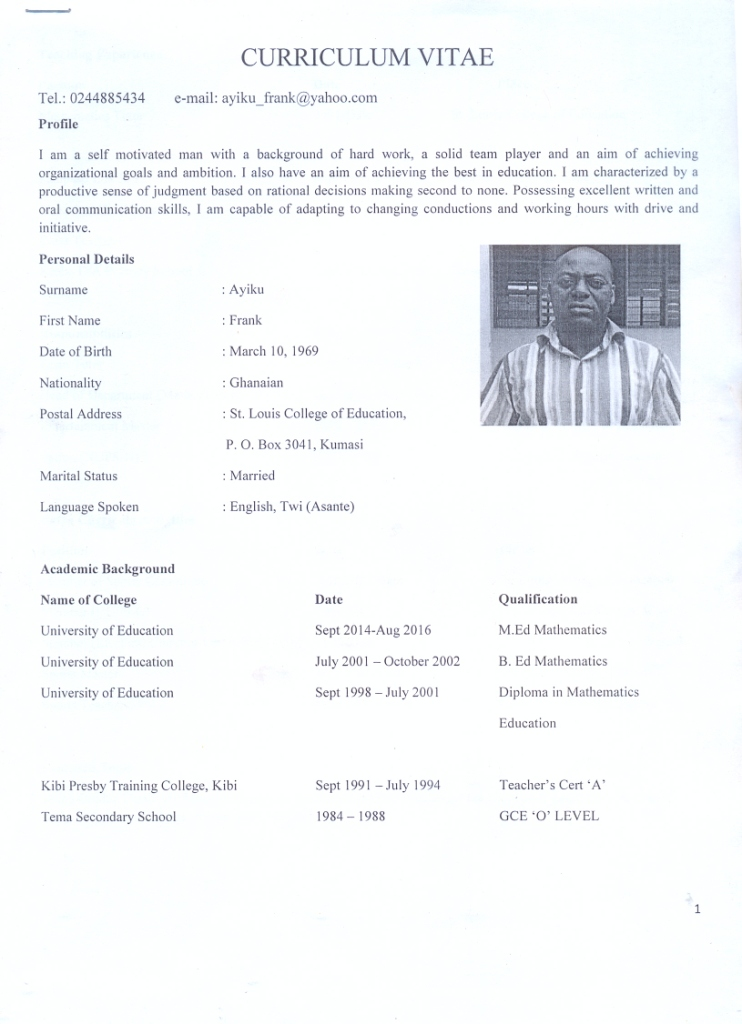 CURRICULUM VITAE
Tel.: 0244885434 e-mail: ayiku_frank@yahoo.com
Profile
I am a self motivated man with a background of hard work, a solid team player and an aim of achieving
organizational goals and ambition. I also have an aim of achieving the best in education. I am characterized by a
productive sense of judgment based on rational decisions making second to none. Possessing excellent written and
oral communication skills, I am capable of adapting to changing conductions and working hours with drive and
initiative.
Personal Details
Surname : Ayiku
First Name : Frank
Date of Birth : March 10, 1969
Nationality : Ghanaian
Postal Address : St. Louis College of Education,
P. O. Box 3041, Kumasi
Marital Status : Married
Language Spoken : English, Twi (Asante)
Academic Background
Name of College Date Qualification
University of Education Sept 2014-Aug 2016 M.Ed Mathematics
University of Education July 2001 – October 2002 B. Ed Mathematics
University of Education Sept 1998 – July 2001 Diploma in Mathematics
Education
Kibi Presby Training College, Kibi Sept 1991 – July 1994 Teacher's Cert ‘A’
Tema Secondary School 1984 – 1988 GCE ‘O’ LEVEL
1